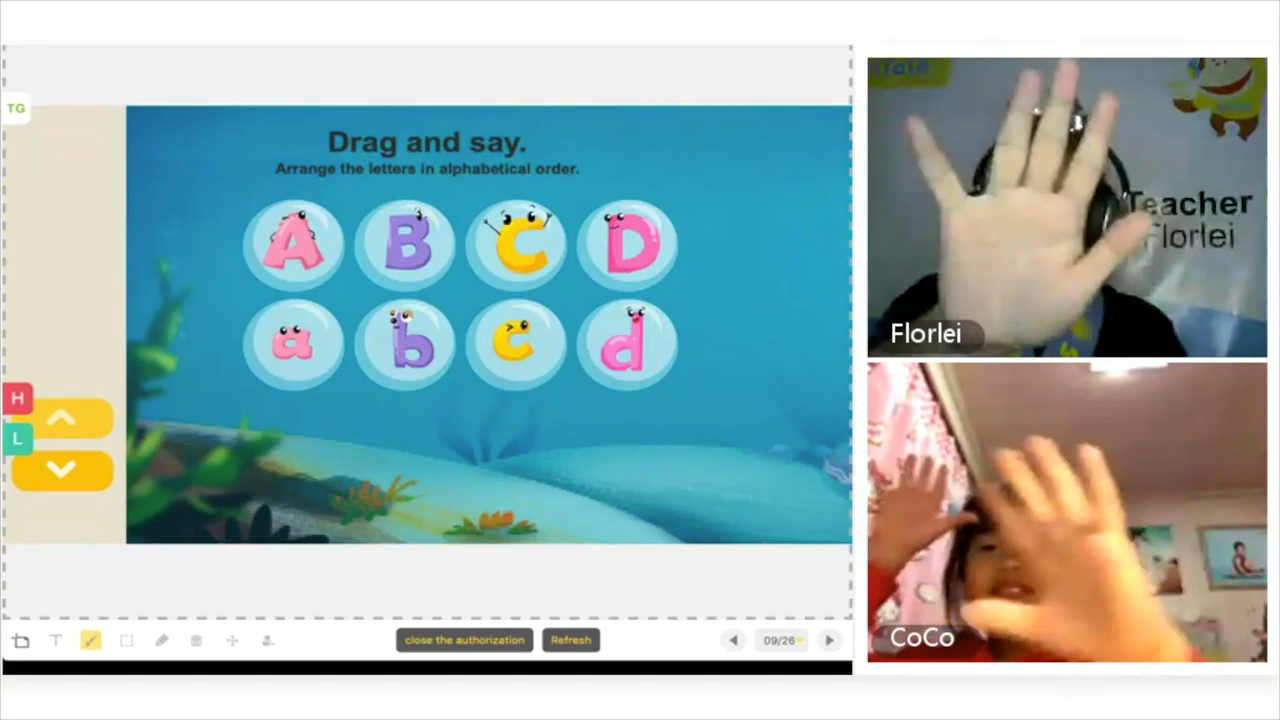 TG
Drag and say.
Arrange the letters in alphabetical order.
A B C D
a b c d
H
L
T
close the authorization
Refresh
09/26
Teacher
Florlei
Florlei
CoCo